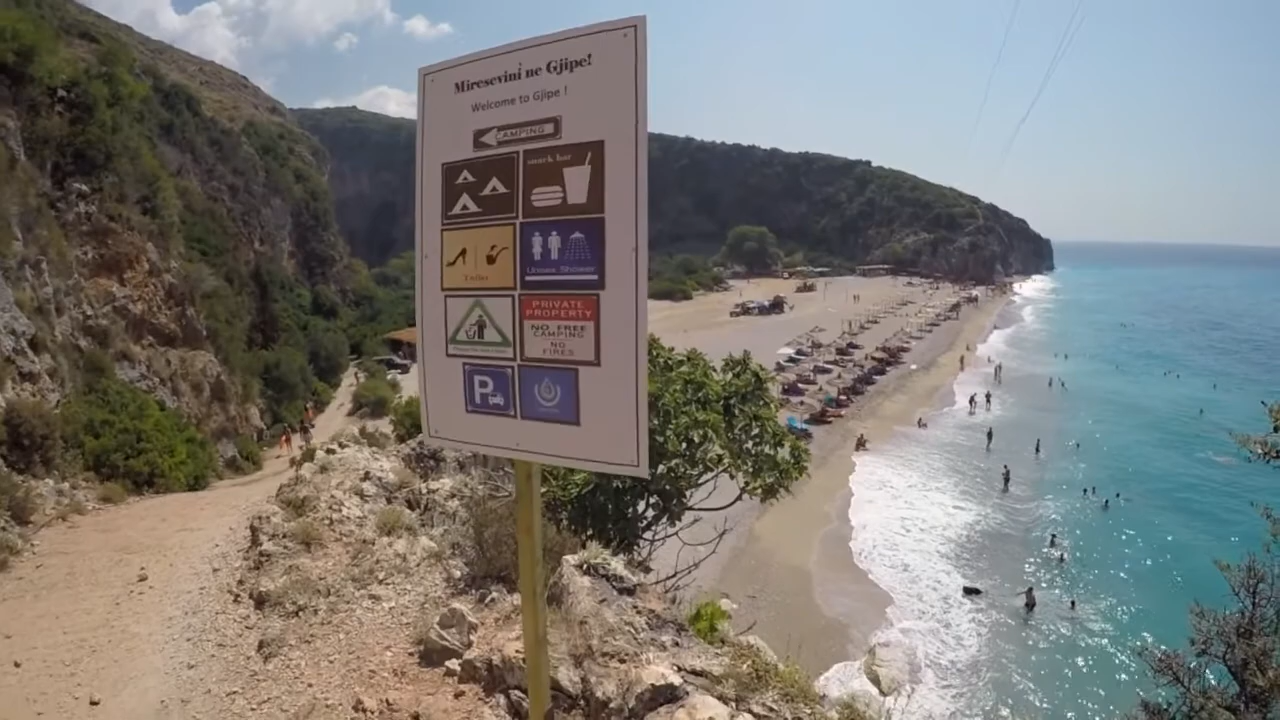 Miresevini ne Gjipe!
Welcome to Gjipe !
CAMPING
snack bar
Toilet
Unisex Shower
PRIVATE
PROPERTY
NO FREE
CAMPING
NO
FIRES
P